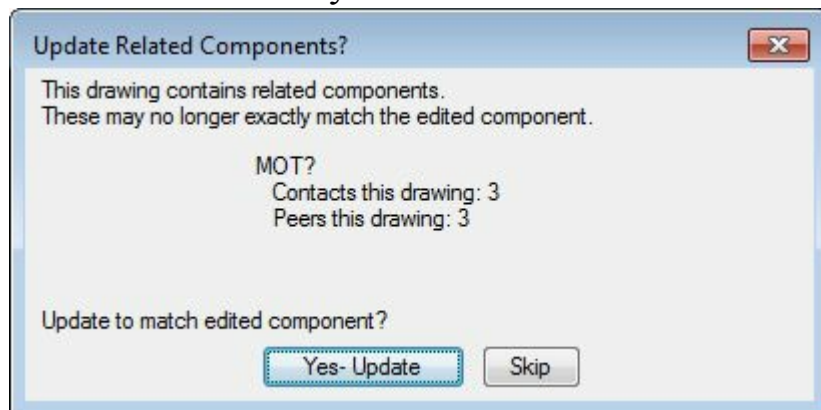 Update Related Components?
This drawing contains related components.
These may no longer exactly match the edited component.
MOT?
Contacts this drawing: 3
Peers this drawing: 3
Update to match edited component?
Yes- Update
Skip